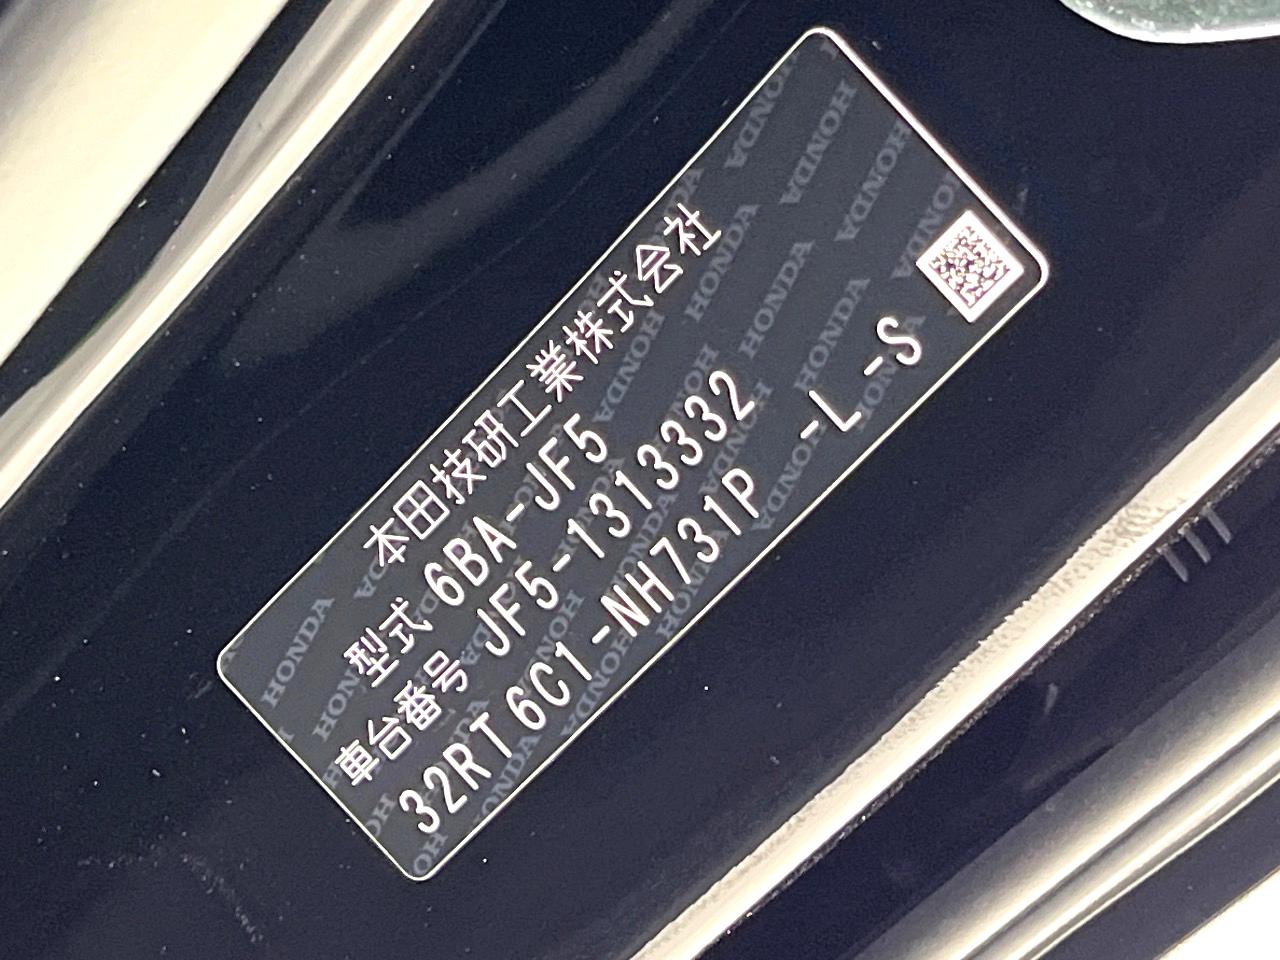 本田技研工業株式会社
型式 6BA-JF5
車台番号 JF5-1313332
32RT 6C1 -NH731P -L -S